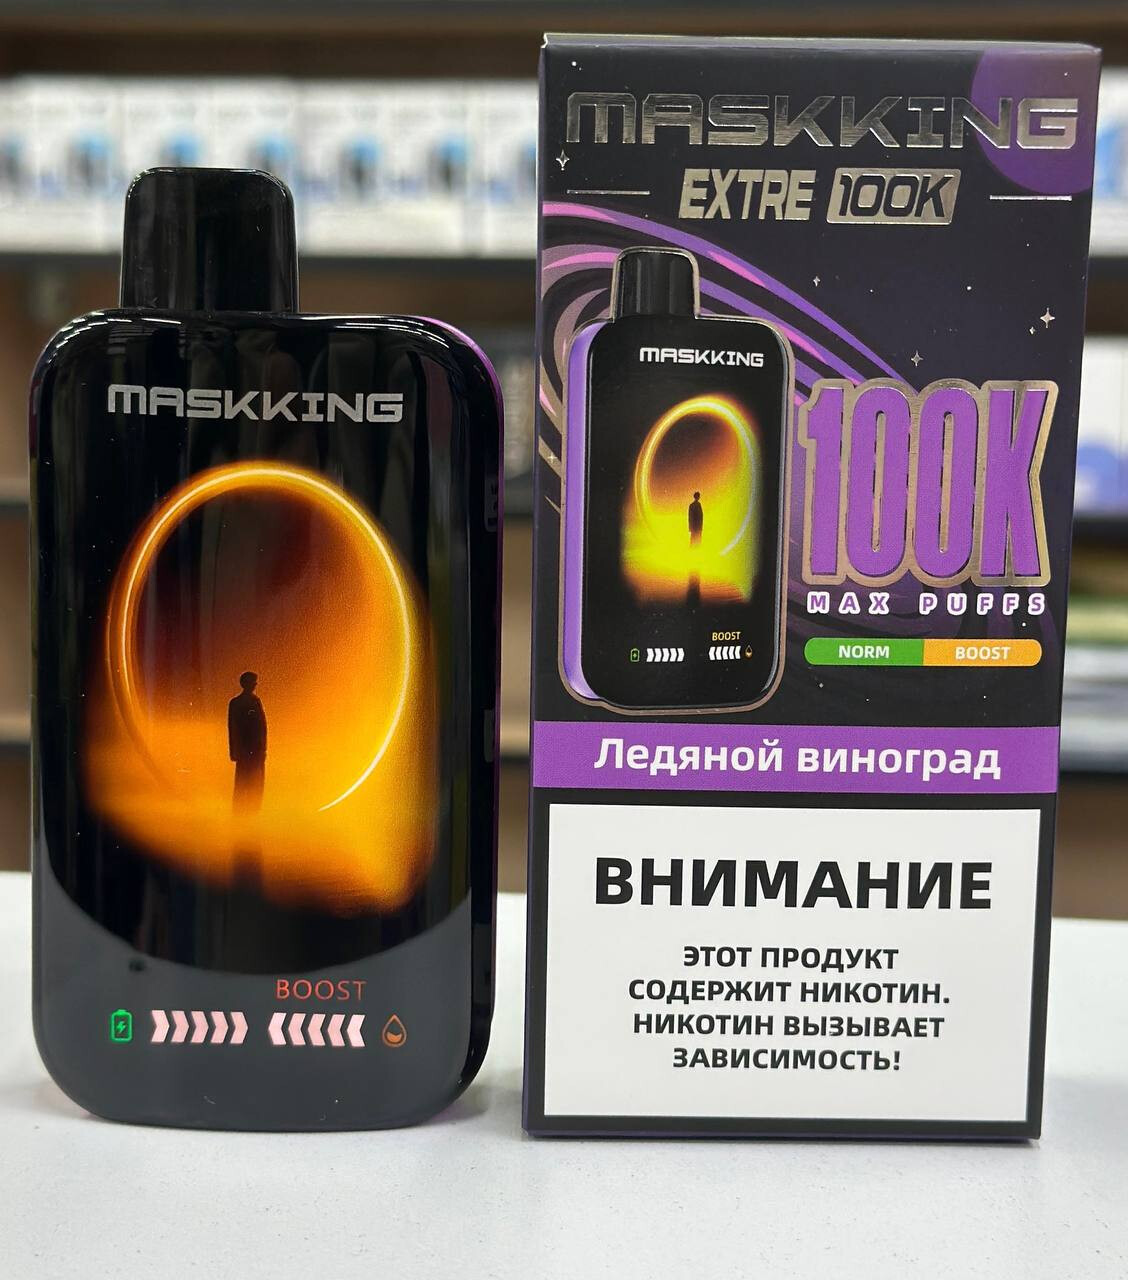 MASKKING
BOOST
MASKKING
EXTRE 100K
MASKKING
BOOST
100K
MAX PUFFS
NORM BOOST
Ледяной виноград
ВНИМАНИЕ
ЭТОТ ПРОДУКТ
СОДЕРЖИТ НИКОТИН.
НИКОТИН ВЫЗЫВАЕТ
ЗАВИСИМОСТЬ!